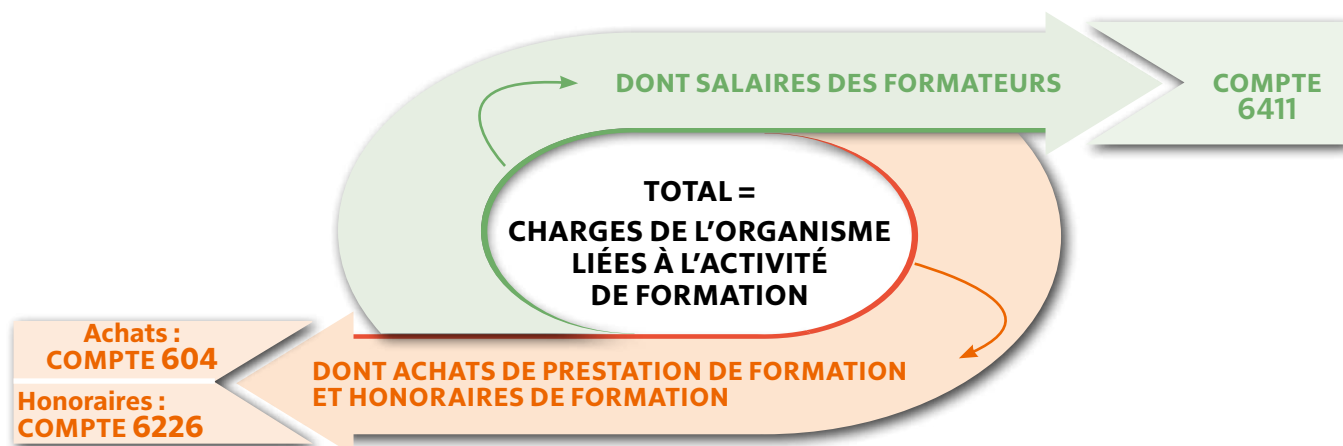 DONT SALAIRES DES FORMATEURS
COMPTE
6411
TOTAL =
CHARGES DE L’ORGANISME
LIÉES À L’ACTIVITÉ
DE FORMATION
Achats :
COMPTE 604
Honoraires :
COMPTE 6226
DONT ACHATS DE PRESTATION DE FORMATION
ET HONORAIRES DE FORMATION